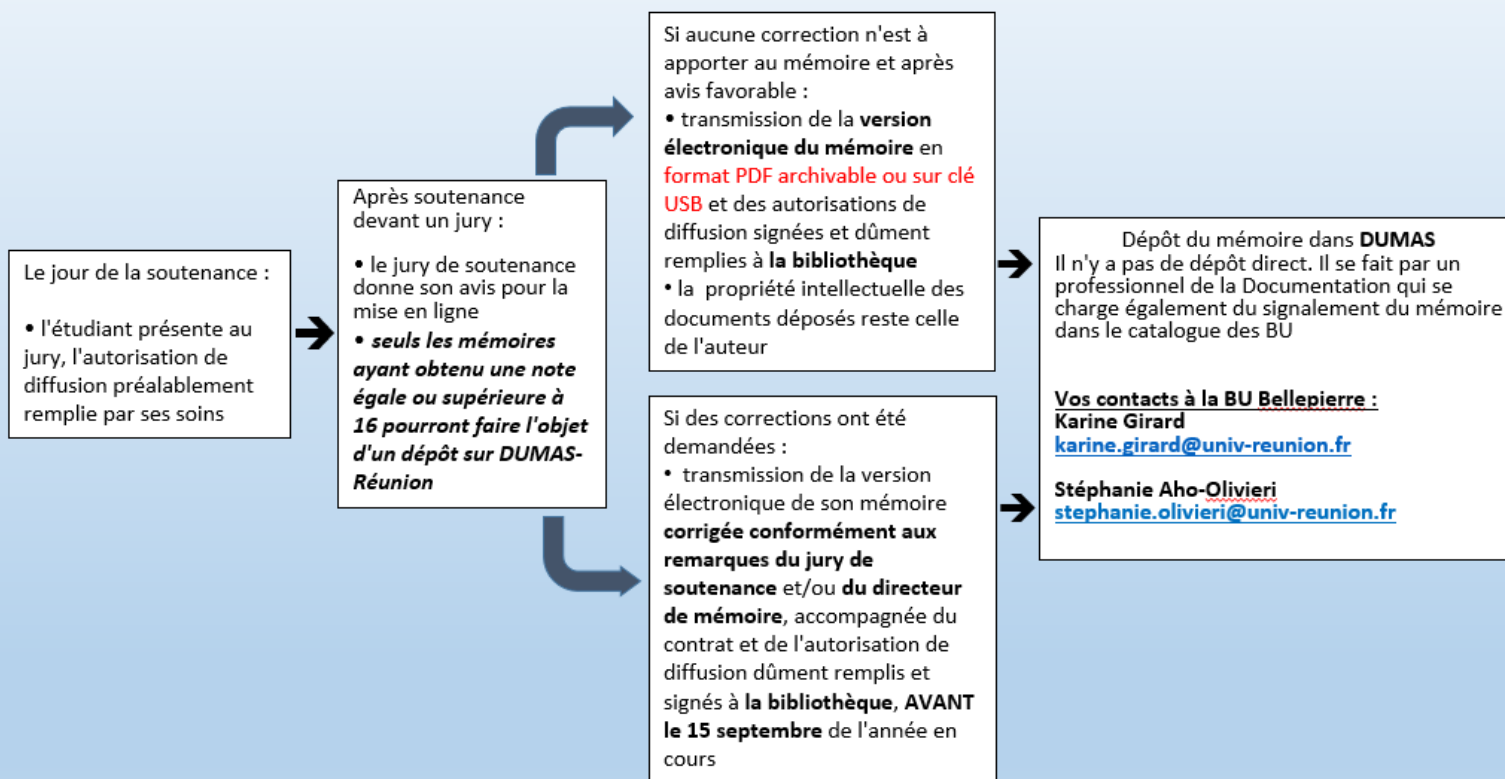 Le jour de la soutenance :
• l'étudiant présente au
jury, l'autorisation de
diffusion préalablement
remplie par ses soins
Après soutenance
devant un jury :
• le jury de soutenance
donne son avis pour la
mise en ligne
• seuls les mémoires
ayant obtenu une note
égale ou supérieure à
16 pourront faire l'objet
d'un dépôt sur DUMAS-
Réunion
Si aucune correction n'est à
apporter au mémoire et après
avis favorable :
• transmission de la version
électronique du mémoire en
format PDF archivable ou sur clé
USB et des autorisations de
diffusion signées et dûment
remplies à la bibliothèque
• la propriété intellectuelle des
documents déposés reste celle
de l'auteur
Si des corrections ont été
demandées :
• transmission de la version
électronique de son mémoire
corrigée conformément aux
remarques du jury de
soutenance et/ou du directeur
de mémoire, accompagnée du
contrat et de l'autorisation de
diffusion dûment remplis et
signés à la bibliothèque, AVANT
le 15 septembre de l'année en
cours
Dépôt du mémoire dans DUMAS
Il n'y a pas de dépôt direct. Il se fait par un
professionnel de la Documentation qui se
charge également du signalement du mémoire
dans le catalogue des BU
Vos contacts à la BU Bellepierre :
Karine Girard
karine.girard@univ-reunion.fr
Stéphanie Aho-Olivieri
stephanie.olivieri@univ-reunion.fr